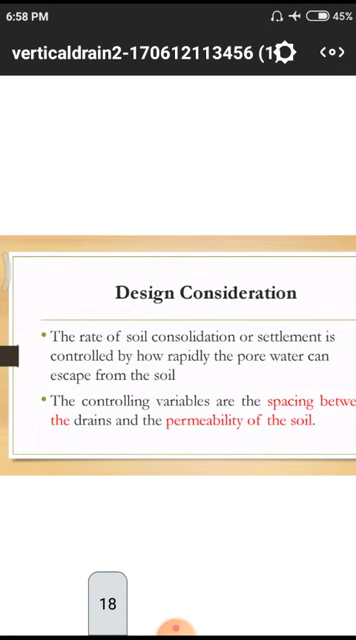 6:58 PM
45%
verticaldrain2-170612113456 (1
Design Consideration
• The rate of soil consolidation or settlement is
controlled by how rapidly the pore water can
escape from the soil
• The controlling variables are the spacing betwe
the drains and the permeability of the soil.
18